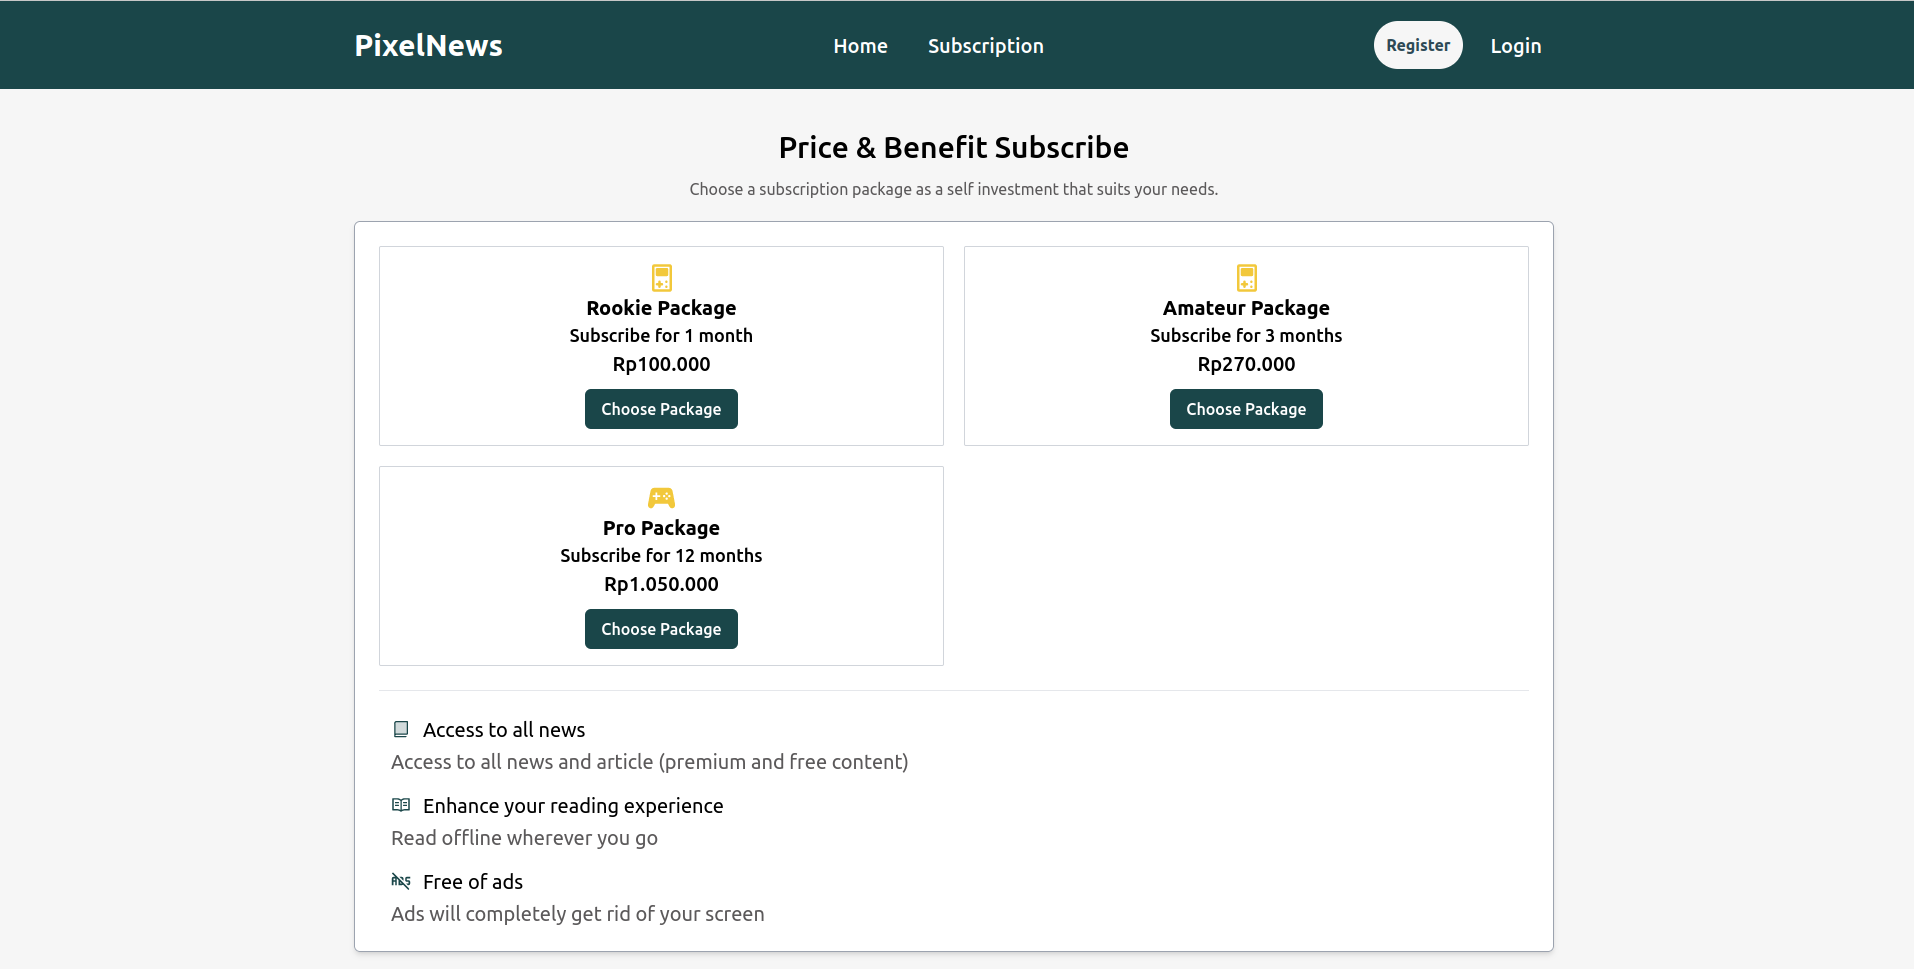 PixelNews
Home
Subscription
Register
Login
Price & Benefit Subscribe
Choose a subscription package as a self investment that suits your needs.
Rookie Package
Subscribe for 1 month
Rp100.000
Choose Package
Amateur Package
Subscribe for 3 months
Rp270.000
Choose Package
Pro Package
Subscribe for 12 months
Rp1.050.000
Choose Package
Access to all news
Access to all news and article (premium and free content)
Enhance your reading experience
Read offline wherever you go
ADS
Free of ads
Ads will completely get rid of your screen